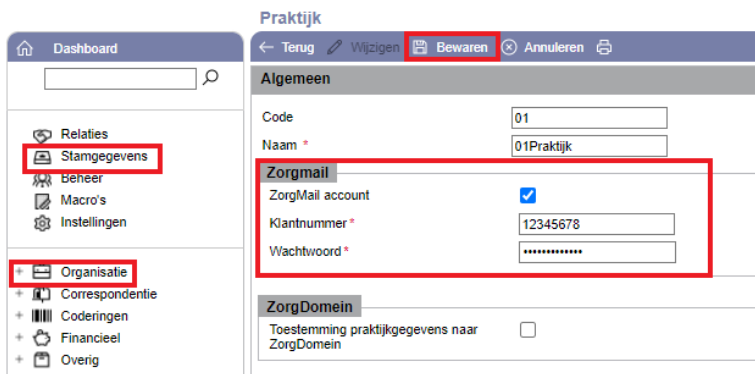 Praktijk
Dashboard
Terug Wijzigen Bewaren Annuleren
Relaties
Stamgegevens
Beheer
Macro's
Instellingen
+ Organisatie
+ Correspondentie
+ Coderingen
+ Financieel
+ Overig
Algemeen
Code 01
Naam * 01Praktijk
Zorgmail
ZorgMail account
Klantnummer * 12345678
Wachtwoord * •••••••••••••
ZorgDomein
Toestemming praktijkgegevens naar
ZorgDomein